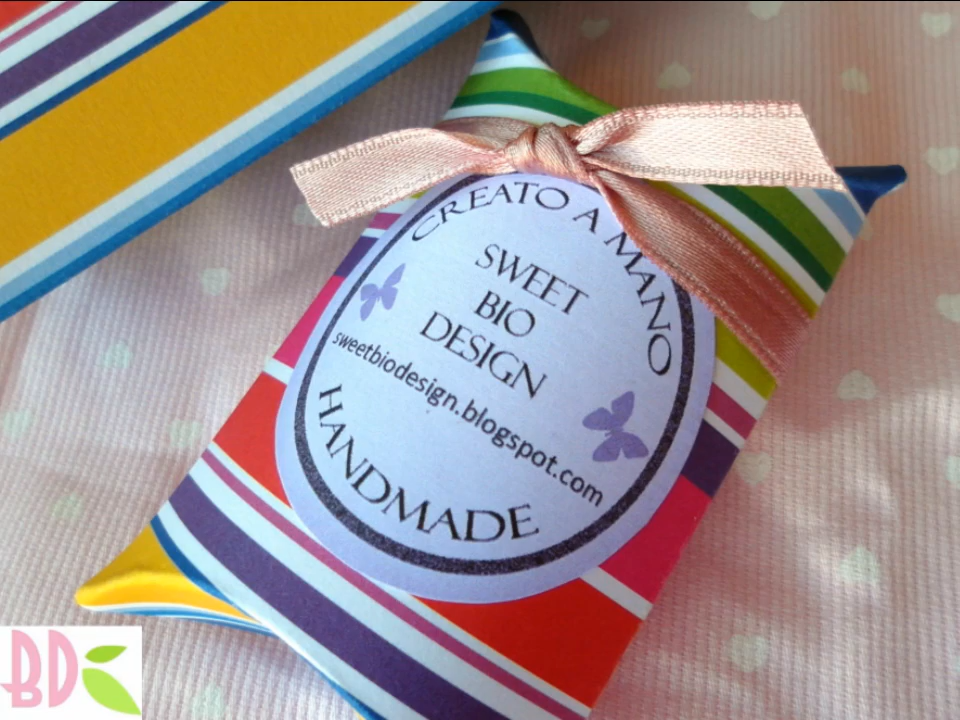 CREATO A MANO
SWEET
BIO
DESIGN
sweetbiodesign.blogspot.com
HANDMADE
BD